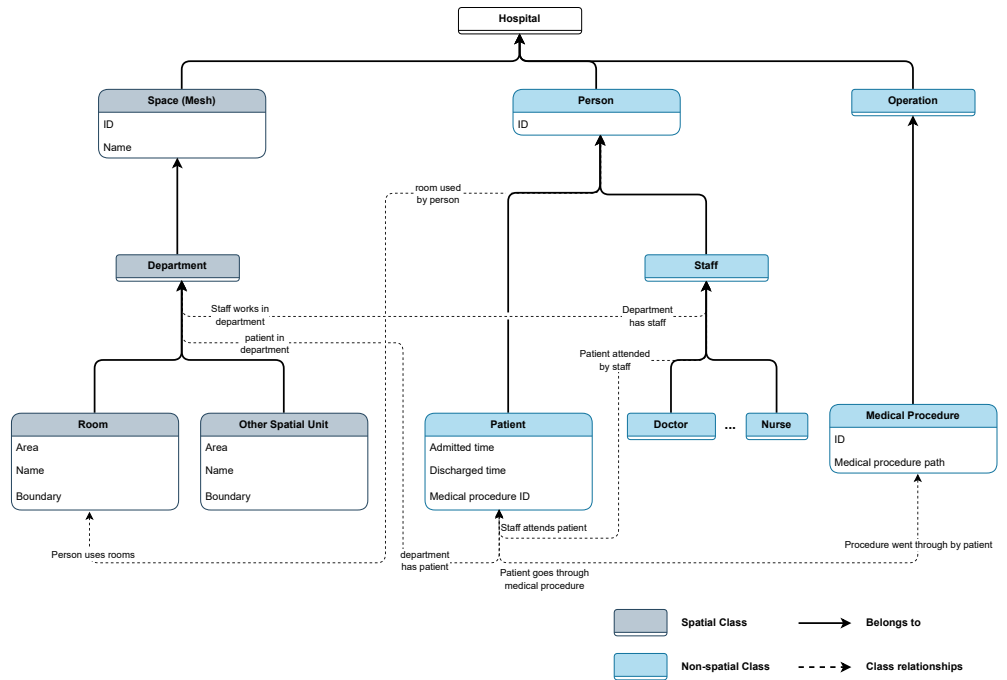 Hospital
Space (Mesh)
ID
Name
Person
ID
Operation
room used
by person
Department
Staff
Staff works in
department
Department
has staff
patient in
department
Patient attended
by staff
Room
Area
Name
Boundary
Other Spatial Unit
Area
Name
Boundary
Patient
Admitted time
Discharged time
Medical procedure ID
Doctor
...
Nurse
Medical Procedure
ID
Medical procedure path
Staff attends patient
Person uses rooms
department
has patient
Procedure went through by patient
Patient goes through
medical procedure
Spatial Class
Belongs to
Non-spatial Class
Class relationships